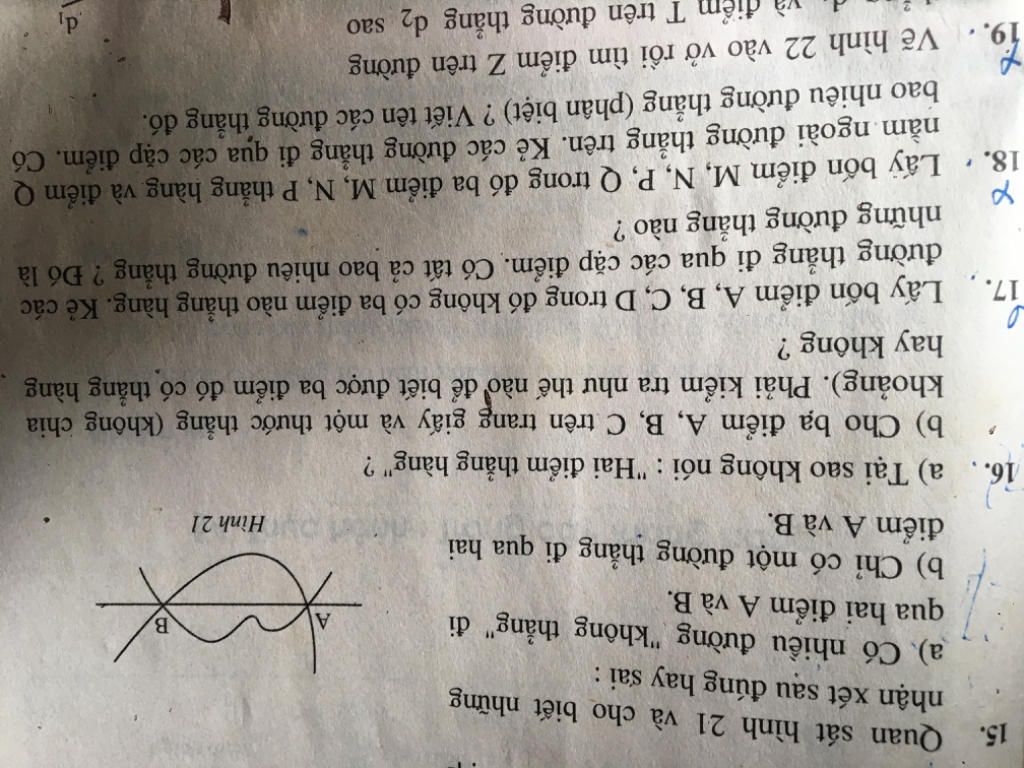 15. Quan sát hình 21 và cho biết những
nhận xét sau đúng hay sai :
a) Có nhiều đường "không thẳng" đi
qua hai điểm A và B.
b) Chỉ có một đường thẳng đi qua hai
điểm A và B.
A
B
Hình 21
16. a) Tại sao không nói : "Hai điểm thẳng hàng" ?
b) Cho ba điểm A, B, C trên trang giấy và một thước thẳng (không chia
khoảng). Phải kiểm tra như thế nào để biết được ba điểm đó có thẳng hàng
hay không ?
17. Lấy bốn điểm A, B, C, D trong đó không có ba điểm nào thẳng hàng. Kẻ các
đường thẳng đi qua các cặp điểm. Có tất cả bao nhiêu đường thẳng ? Đó là
những đường thẳng nào ?
18. Lấy bốn điểm M, N, P, Q trong đó ba điểm M, N, P thẳng hàng và điểm Q
nằm ngoài đường thẳng trên. Kẻ các đường thẳng đi qua các cặp điểm. Có
bao nhiêu đường thẳng (phân biệt) ? Viết tên các đường thẳng đó.
19. Vẽ hình 22 vào vở rồi tìm điểm Z trên đường
và điểm T trên đường thẳng d2 sao
d1